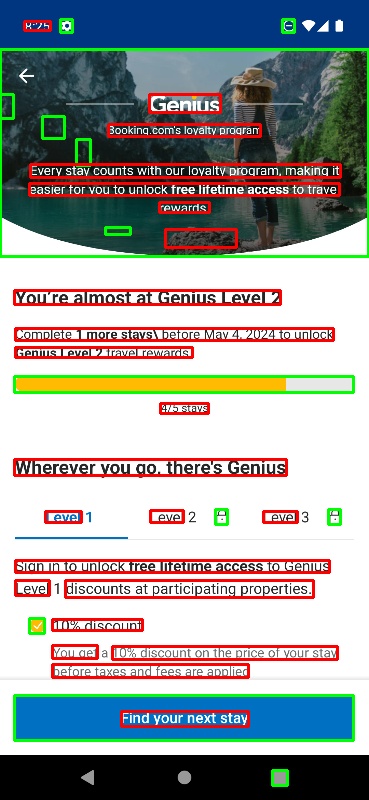 8:25
Genius
Booking.com's loyalty program
Every stay counts with our loyalty program, making it
easier for you to unlock free lifetime access to travel
rewards.
You're almost at Genius Level 2
Complete 1 more stays\ before May 4, 2024 to unlock
Genius Level 2 travel rewards.
4/5 stays
Wherever you go, there's Genius
Level 1
Level 2
Level 3
Sign in to unlock free lifetime access to Genius
Level 1 discounts at participating properties.
10% discount
You get a 10% discount on the price of your stay
before taxes and fees are applied
Find your next stay